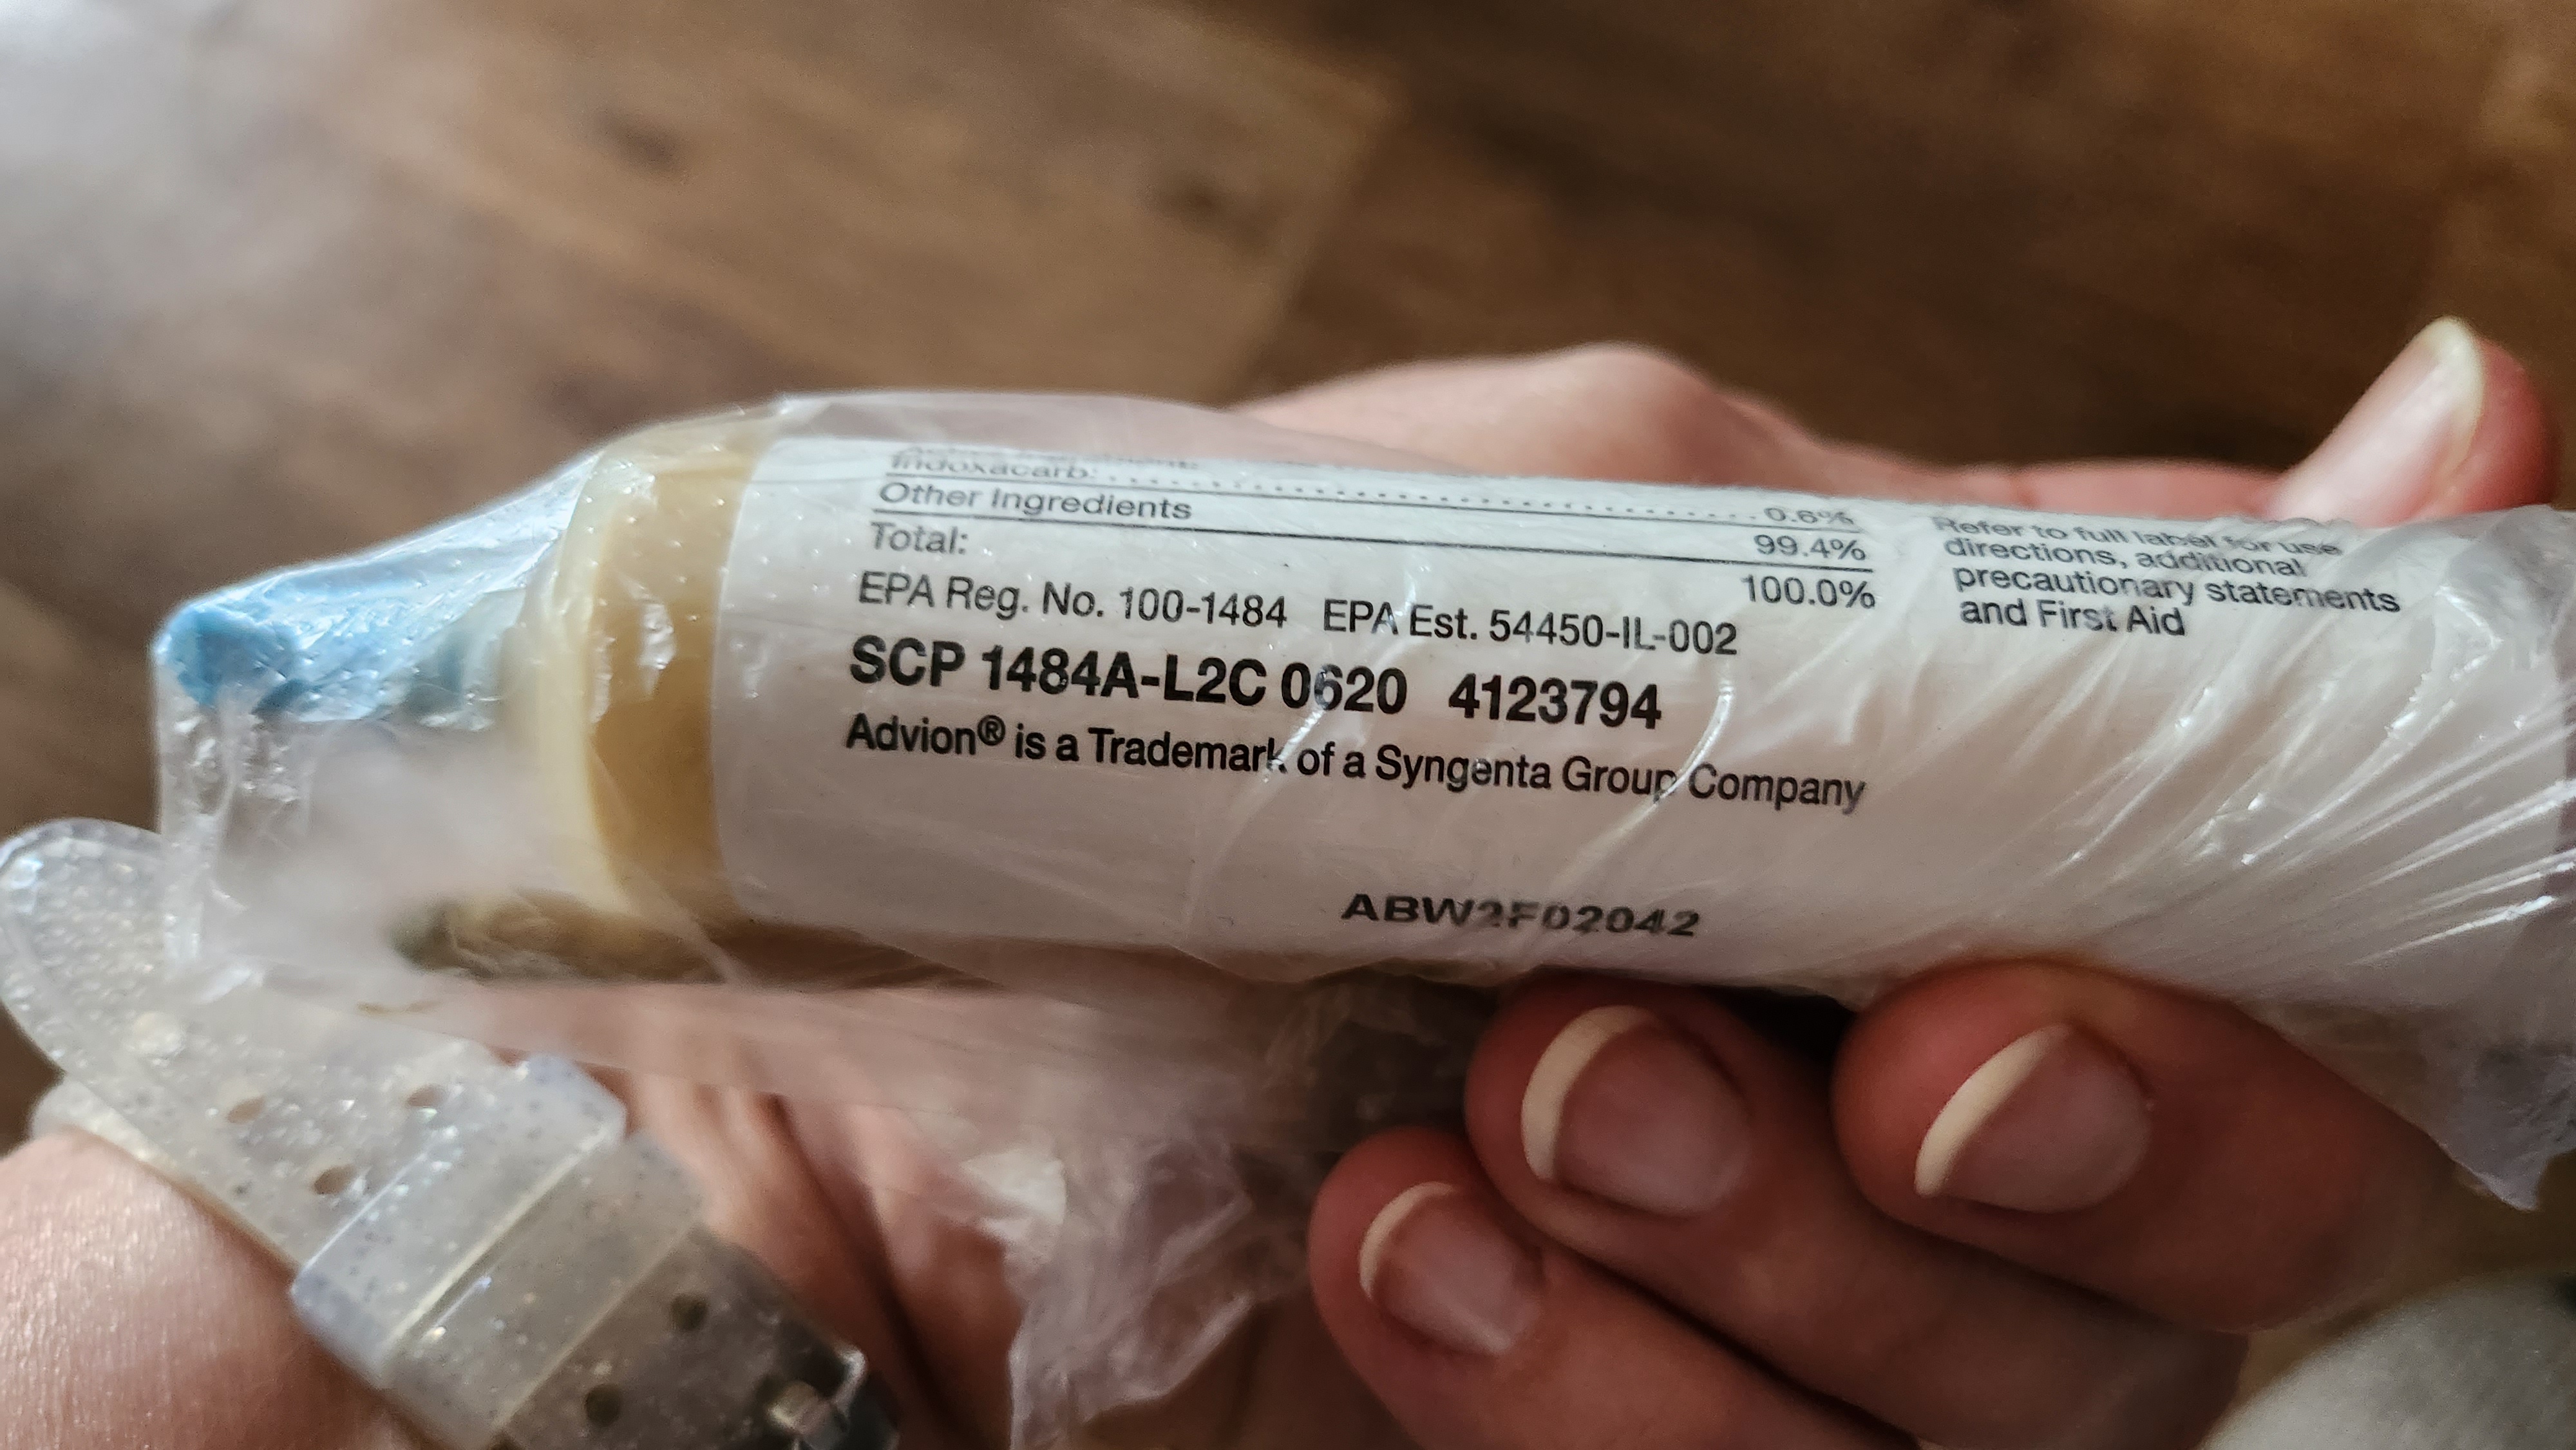 Indoxacarb: 0.6%
Other Ingredients 99.4%
Total: 100.0%
EPA Reg. No. 100-1484 EPA Est. 54450-IL-002
SCP 1484A-L2C 0620 4123794
Advion® is a Trademark of a Syngenta Group Company
ABW2F02042
Refer to full label for use
directions, additional
precautionary statements
and First Aid